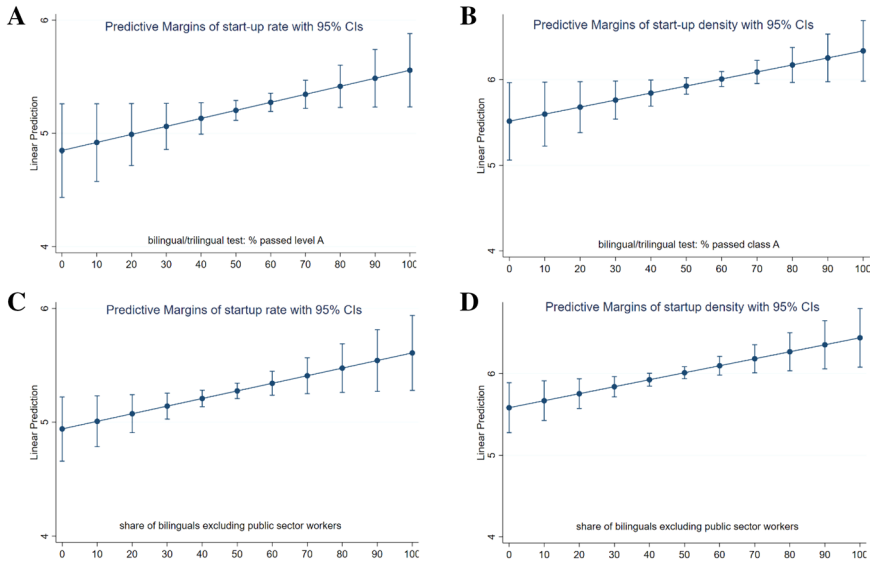 A
Predictive Margins of start-up rate with 95% CIs
6
5
4
Linear Prediction
bilingual/trilingual test: % passed level A
0 10 20 30 40 50 60 70 80 90 100
B
Predictive Margins of start-up density with 95% CIs
6
5
4
Linear Prediction
bilingual/trilingual test: % passed class A
0 10 20 30 40 50 60 70 80 90 100
C
Predictive Margins of startup rate with 95% CIs
6
5
4
Linear Prediction
share of bilinguals excluding public sector workers
0 10 20 30 40 50 60 70 80 90 100
D
Predictive Margins of startup density with 95% CIs
6
5
4
Linear Prediction
share of bilinguals excluding public sector workers
0 10 20 30 40 50 60 70 80 90 100